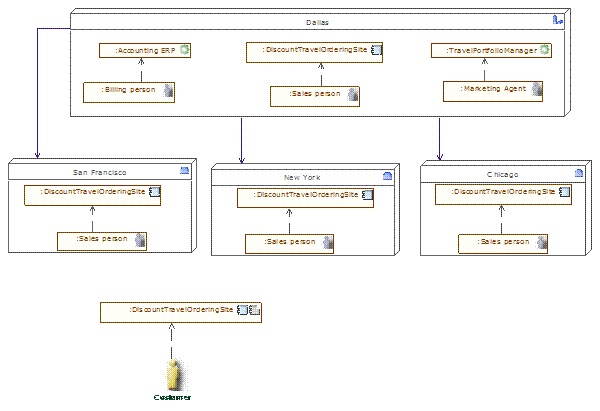 Dallas
:Accounting ERP
:DiscountTravelOrderingSite
:TravelPortfolioManager
:Billing person
:Sales person
:Marketing Agent
San Francisco
New York
Chicago
:DiscountTravelOrderingSite
:DiscountTravelOrderingSite
:DiscountTravelOrderingSite
:Sales person
:Sales person
:Sales person
:DiscountTravelOrderingSite
Customer